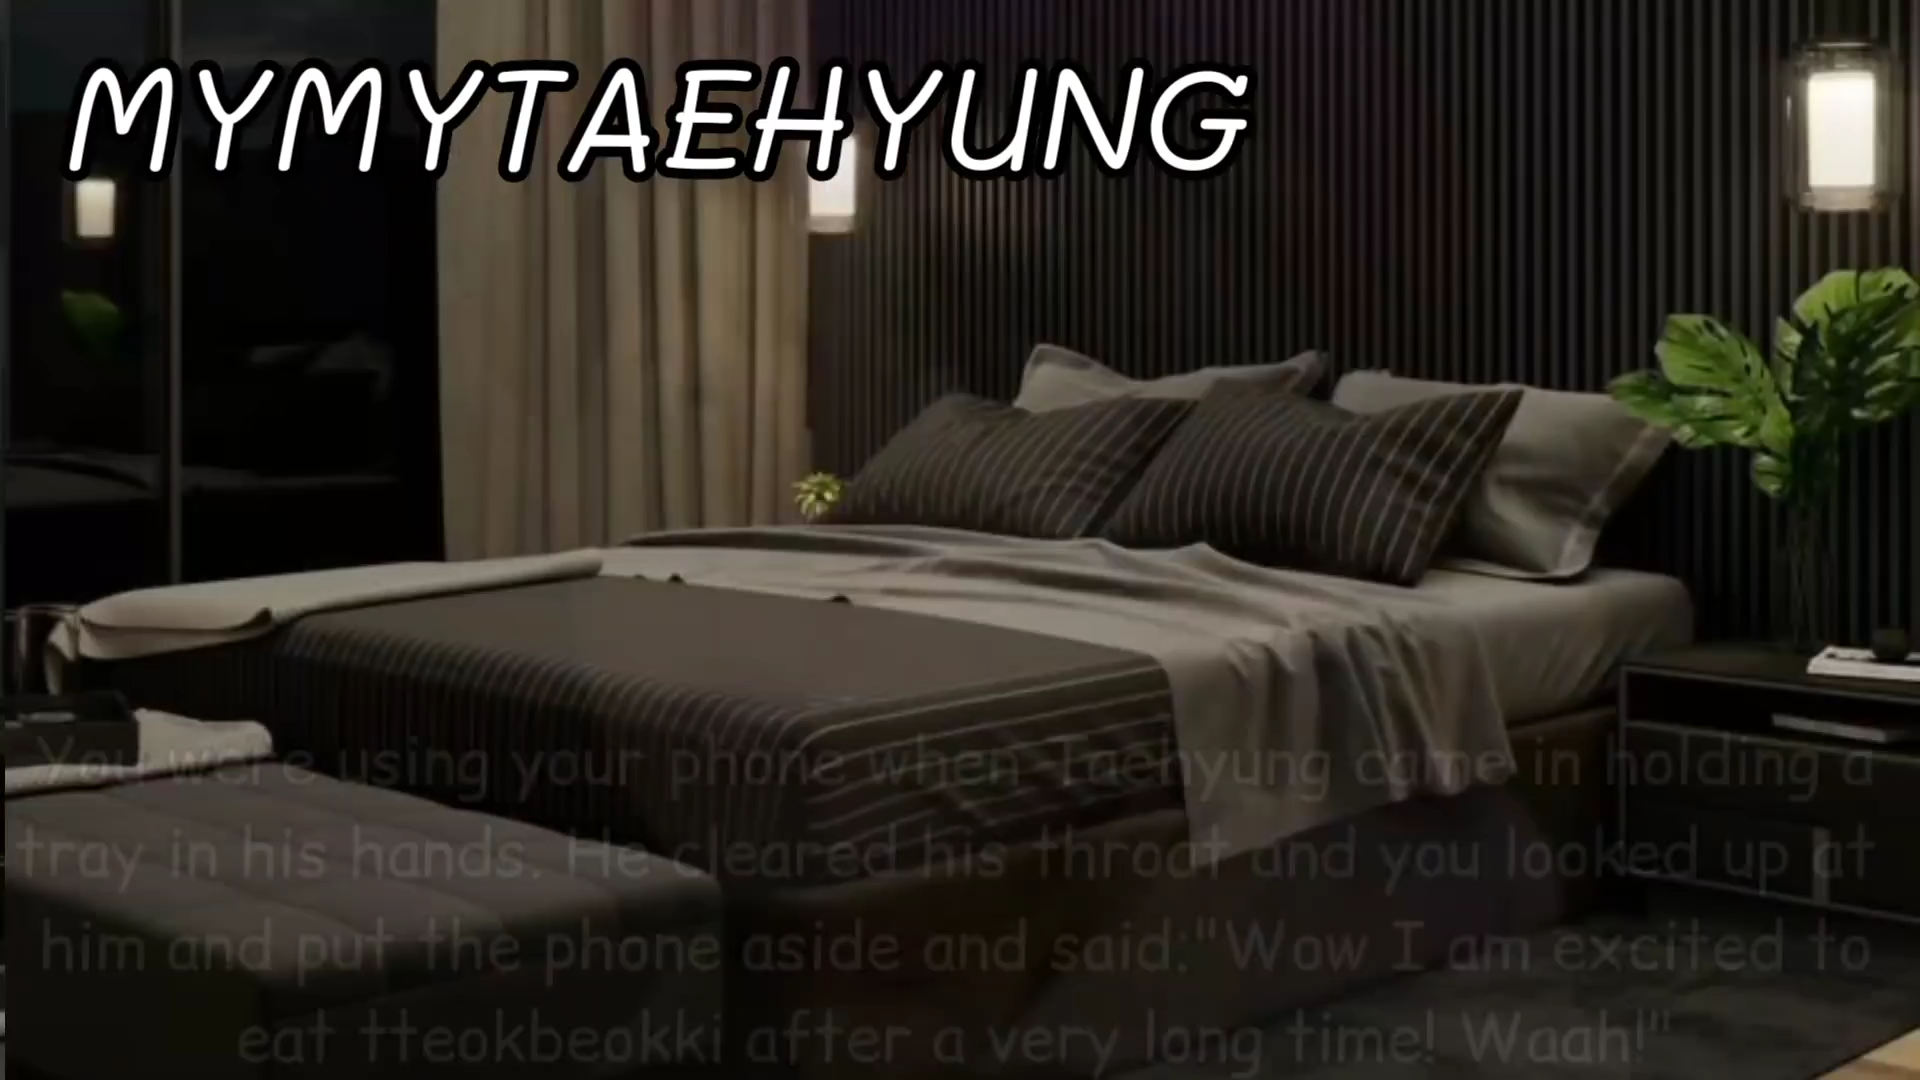 MYMYTAEHYUNG
You were using your phone when Taehyung came in holding a
tray in his hands. He cleared his throat and you looked up at
him and put the phone aside and said:"Wow I am excited to
eat tteokbeokki after a very long time! Waah!"